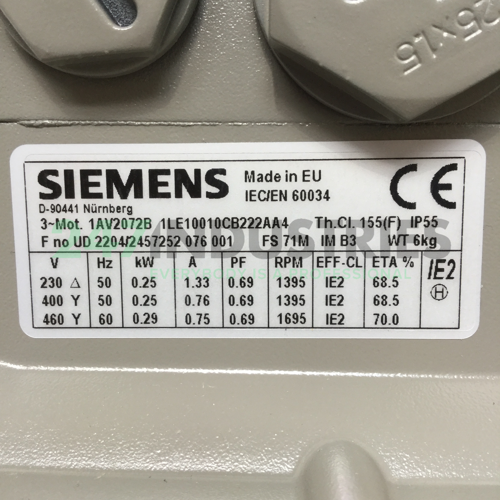 25x1.5
SIEMENS
Made in EU
IEC/EN 60034
CE
D-90441 Nürnberg
3~Mot. 1AV2072B 1LE10010CB222AA4 Th.CL.155(F) IP55
F no UD 2204/2457252 076 001 FS 71M IM B3 WT 6kg
V Hz kW A PF RPM EFF-CL ETA % IE2
230 Δ 50 0.25 1.33 0.69 1395 IE2 68.5
400 Y 50 0.25 0.76 0.69 1395 IE2 68.5
460 Y 60 0.29 0.75 0.69 1695 IE2 70.0
H